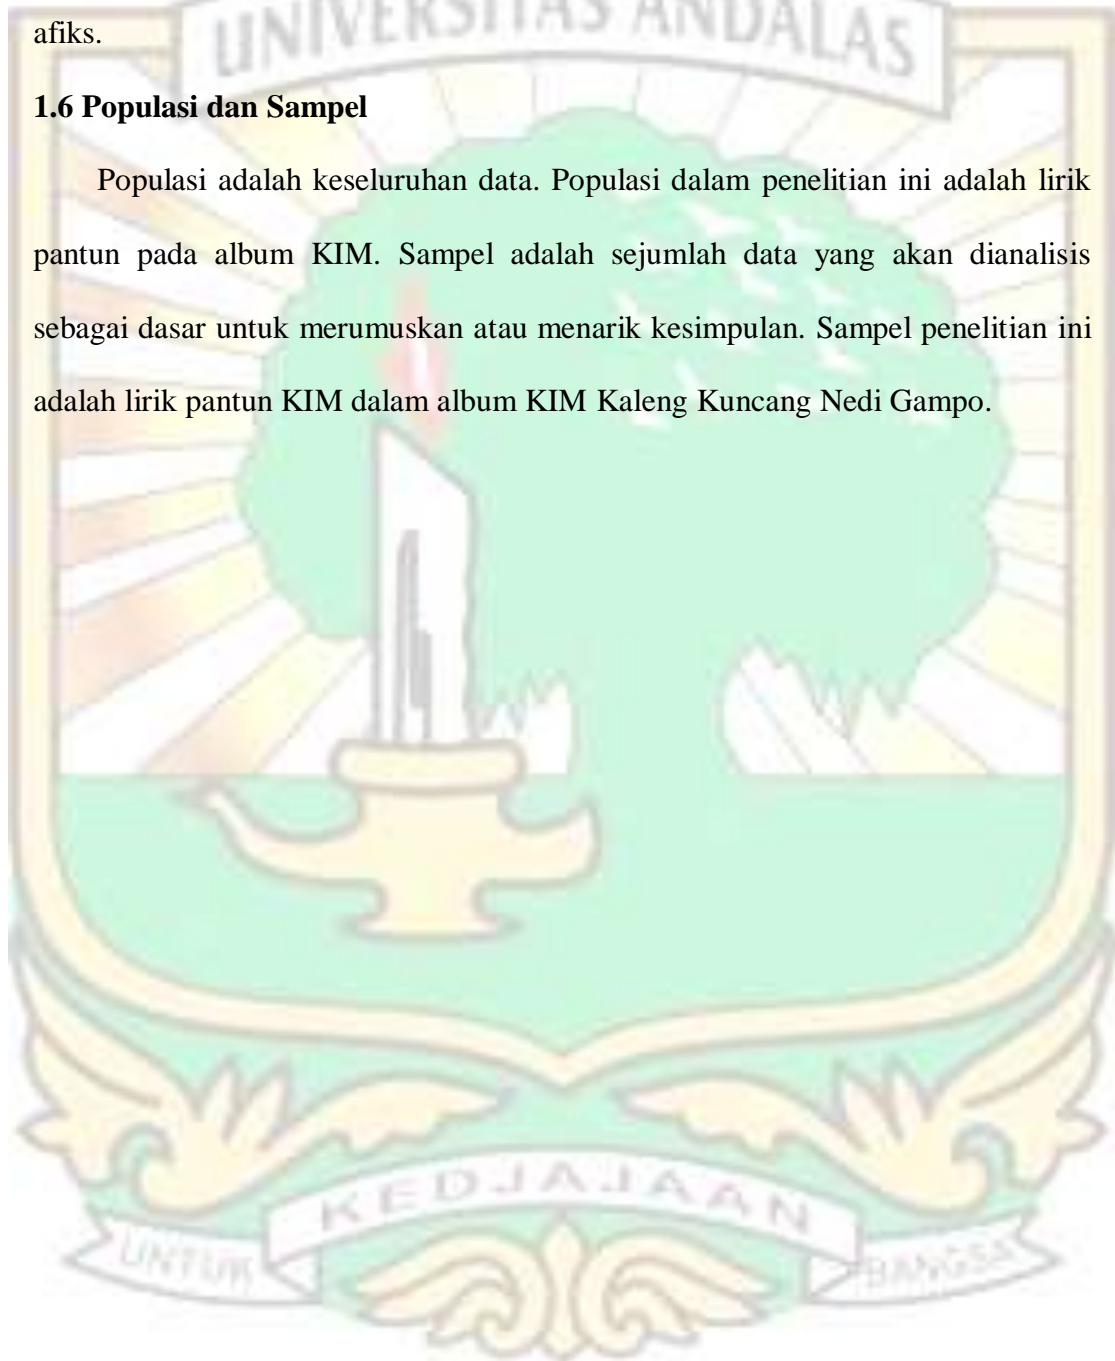 UNIVERSITAS ANDALAS
afiks.
1.6 Populasi dan Sampel
Populasi adalah keseluruhan data. Populasi dalam penelitian ini adalah lirik
pantun pada album KIM. Sampel adalah sejumlah data yang akan dianalisis
sebagai dasar untuk merumuskan atau menarik kesimpulan. Sampel penelitian ini
adalah lirik pantun KIM dalam album KIM Kaleng Kuncang Nedi Gampo.
KEDJAJAAN
UNTUK BANGSA